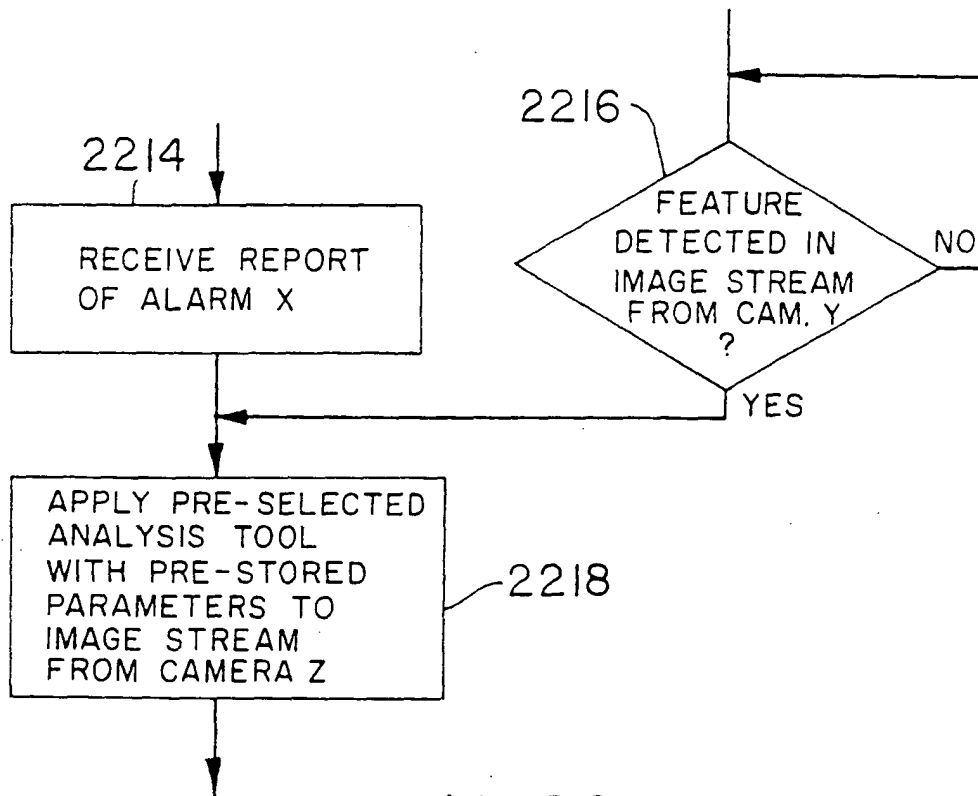 2214
RECEIVE REPORT
OF ALARM X
2216
FEATURE
DETECTED IN
IMAGE STREAM
FROM CAM. Y
?
NO
YES
APPLY PRE-SELECTED
ANALYSIS TOOL
WITH PRE-STORED
PARAMETERS TO
IMAGE STREAM
FROM CAMERA Z
2218